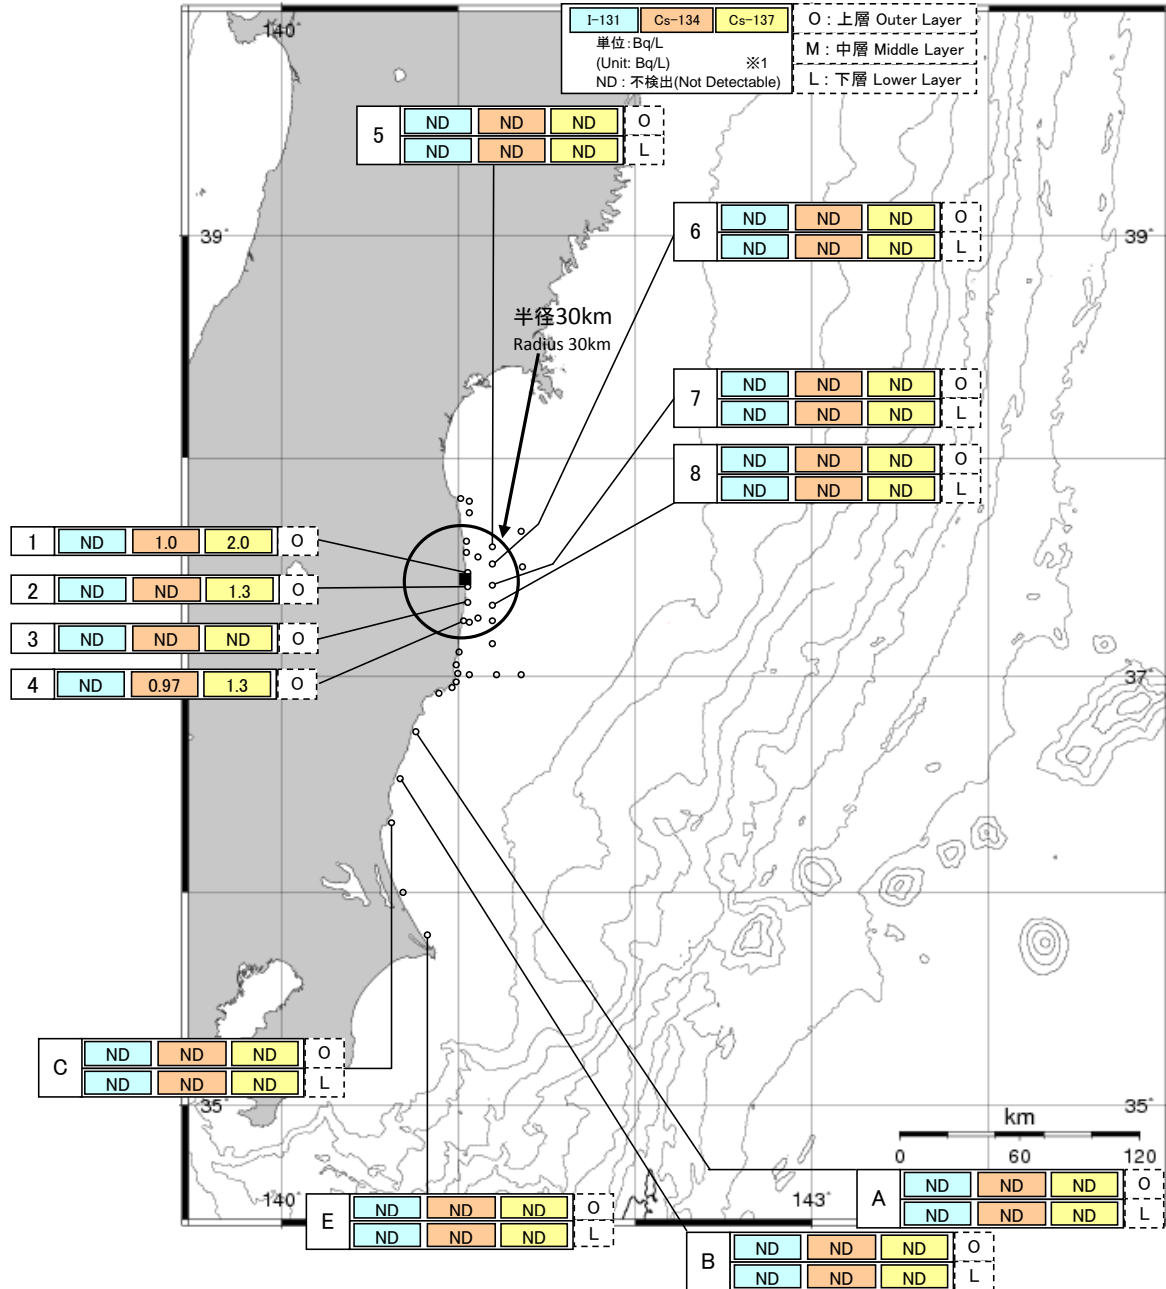 140°
I-131 Cs-134 Cs-137
単位:Bq/L
(Unit: Bq/L) ※1
ND : 不検出(Not Detectable)
O : 上層 Outer Layer
M : 中層 Middle Layer
L : 下層 Lower Layer
5
ND ND ND O
ND ND ND L
6
ND ND ND O
ND ND ND L
39°
39°
半径30km
Radius 30km
7
ND ND ND O
ND ND ND L
8
ND ND ND O
ND ND ND L
1 ND 1.0 2.0 O
2 ND ND 1.3 O
3 ND ND ND O
4 ND 0.97 1.3 O
37°
C
ND ND ND O
ND ND ND L
35°
35°
km
0 60 120
140°
143°
A
ND ND ND O
ND ND ND L
E
ND ND ND O
ND ND ND L
B
ND ND ND O
ND ND ND L